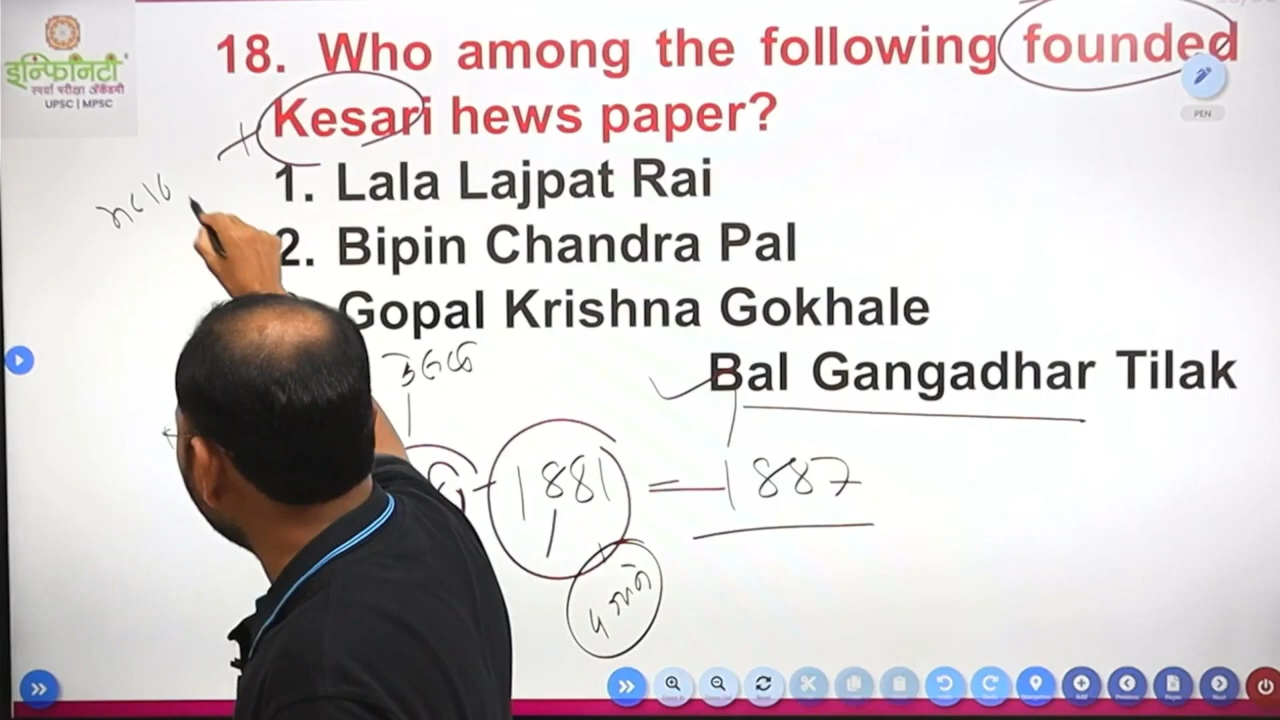 इन्फिनिटी
स्पर्धा परीक्षा अ‍ॅकॅडमी
UPSC | MPSC
18. Who among the following founded
Kesari hews paper?
PEN
1. Lala Lajpat Rai
2. Bipin Chandra Pal
Gopal Krishna Gokhale
Bal Gangadhar Tilak
1881 = 1887